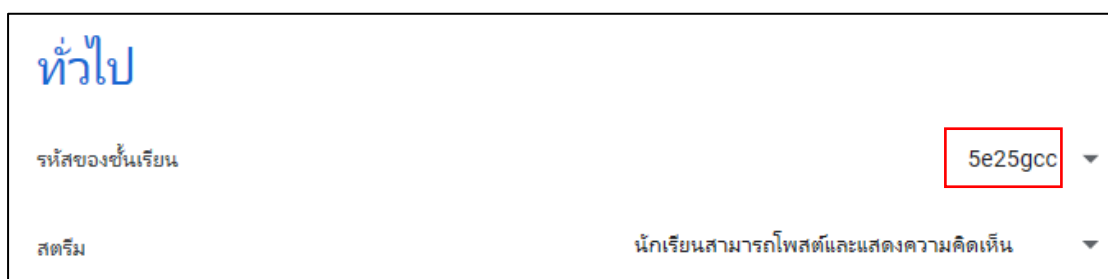 ทั่วไป
รหัสของชั้นเรียน 5e25gcc
สตรีม นักเรียนสามารถโพสต์และแสดงความคิดเห็น